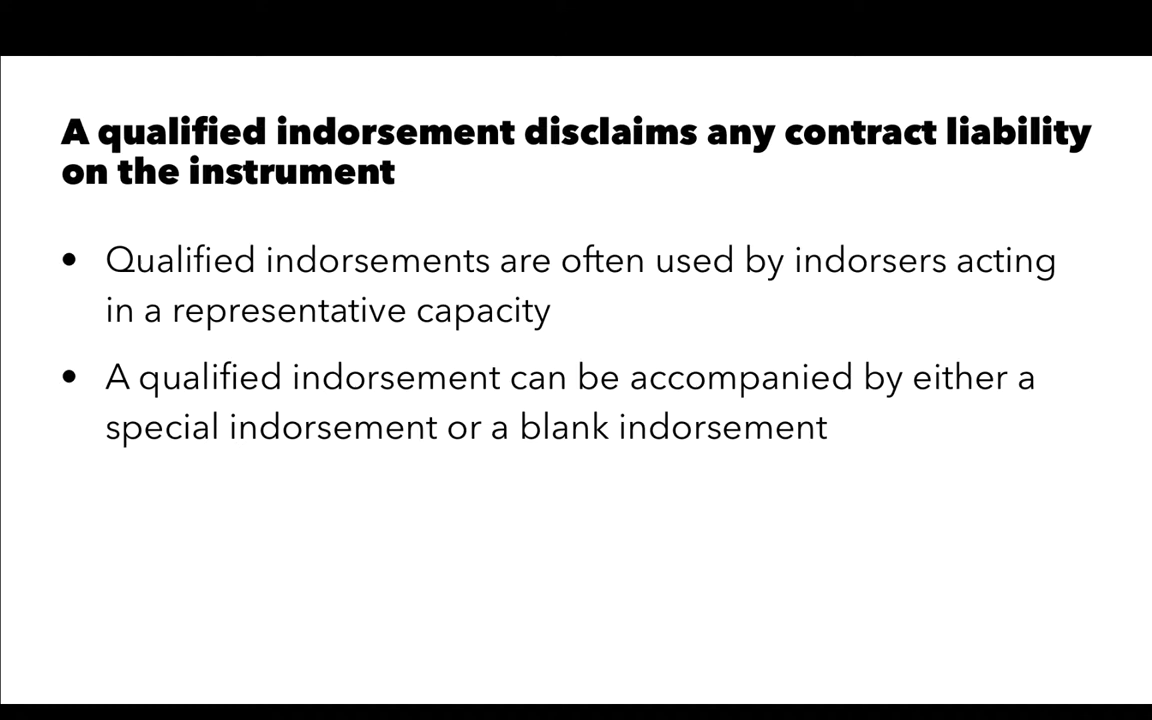 A qualified indorsement disclaims any contract liability
on the instrument
• Qualified indorsements are often used by indorsers acting
in a representative capacity
• A qualified indorsement can be accompanied by either a
special indorsement or a blank indorsement